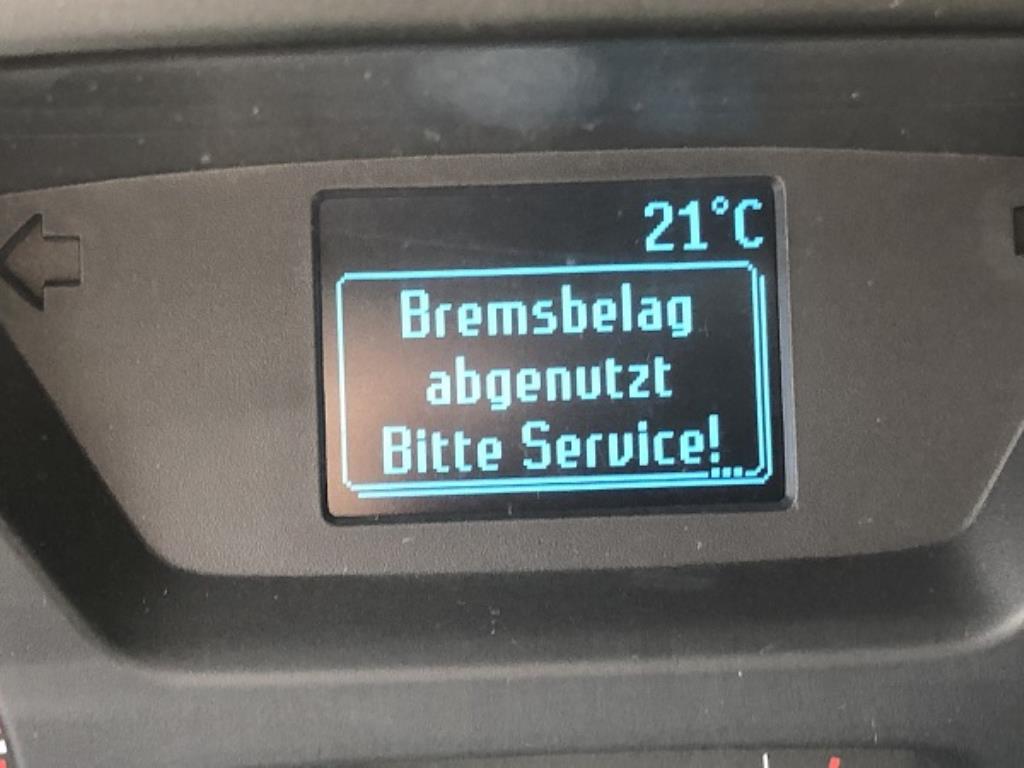 21°C
Bremsbelag
abgenutzt
Bitte Service!...